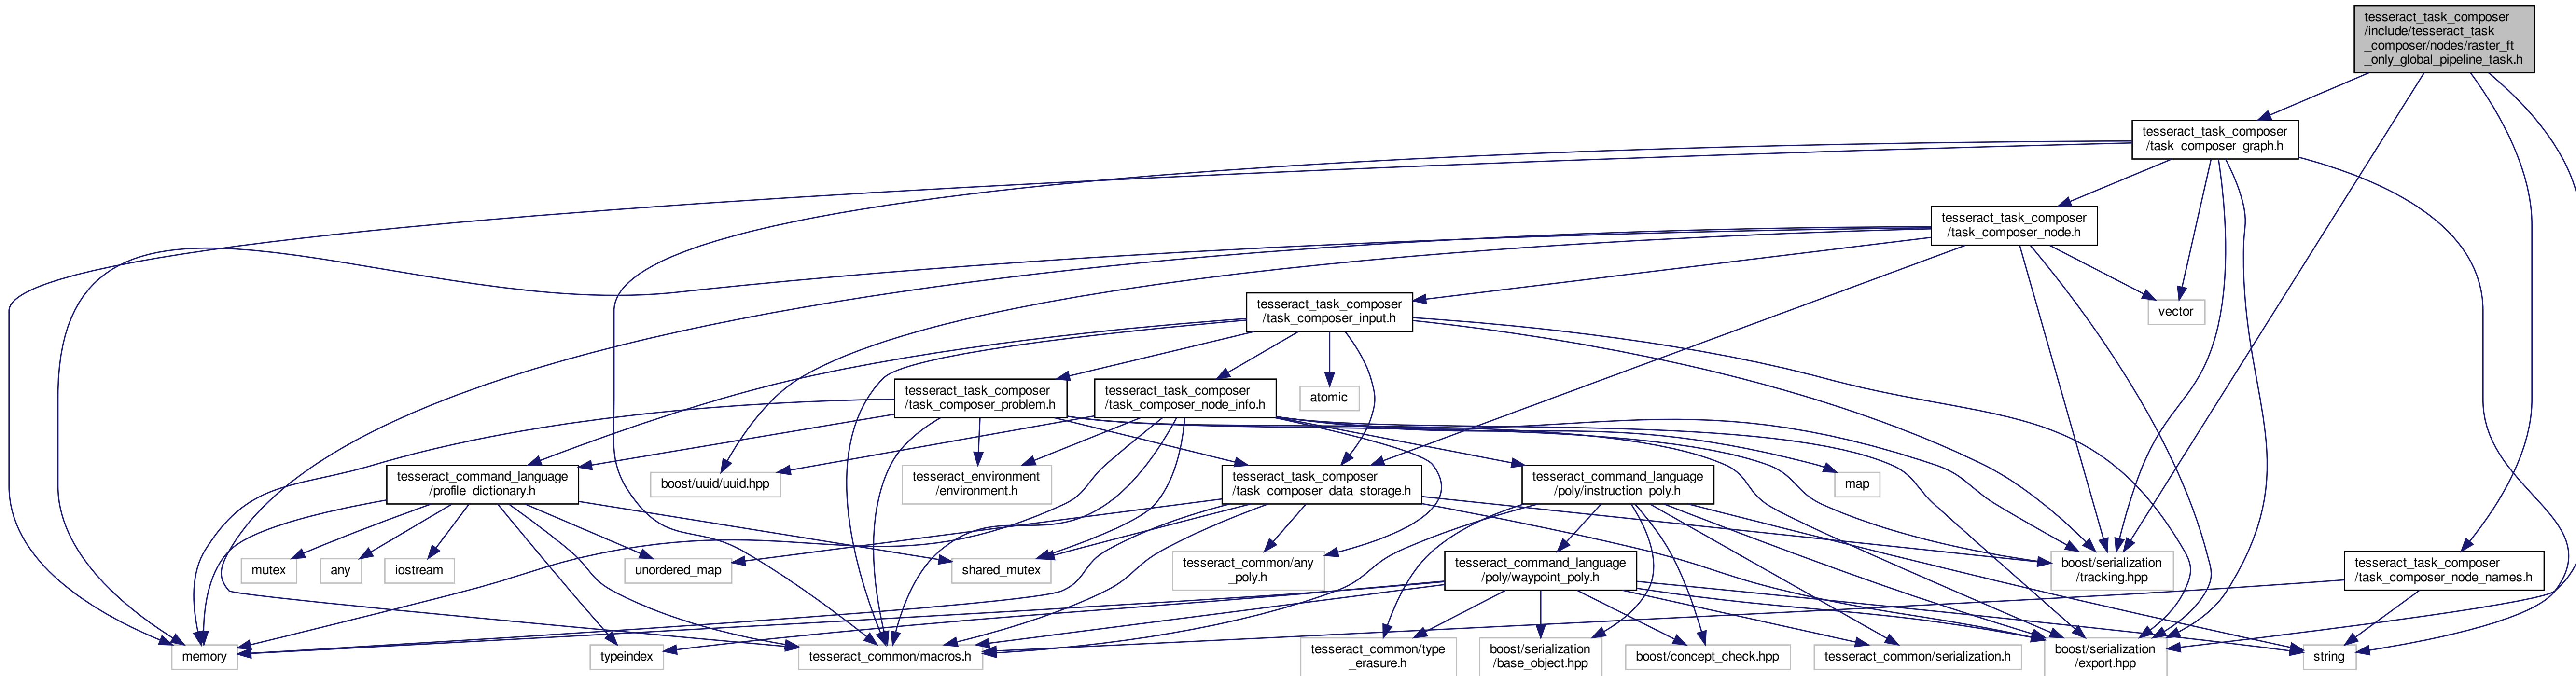 tesseract_task_composer
/include/tesseract_task
_composer/nodes/raster_ft
_only_global_pipeline_task.h
tesseract_task_composer
/task_composer_graph.h
tesseract_task_composer
/task_composer_node.h
tesseract_task_composer
/task_composer_input.h
vector
tesseract_task_composer
/task_composer_problem.h
tesseract_task_composer
/task_composer_node_info.h
atomic
tesseract_command_language
/profile_dictionary.h
boost/uuid/uuid.hpp
tesseract_environment
/environment.h
tesseract_task_composer
/task_composer_data_storage.h
tesseract_command_language
/poly/instruction_poly.h
map
mutex
any
iostream
unordered_map
shared_mutex
tesseract_common/any
_poly.h
tesseract_command_language
/poly/waypoint_poly.h
boost/serialization
/tracking.hpp
tesseract_task_composer
/task_composer_node_names.h
memory
typeindex
tesseract_common/macros.h
tesseract_common/type
_erasure.h
boost/serialization
/base_object.hpp
boost/concept_check.hpp
tesseract_common/serialization.h
boost/serialization
/export.hpp
string